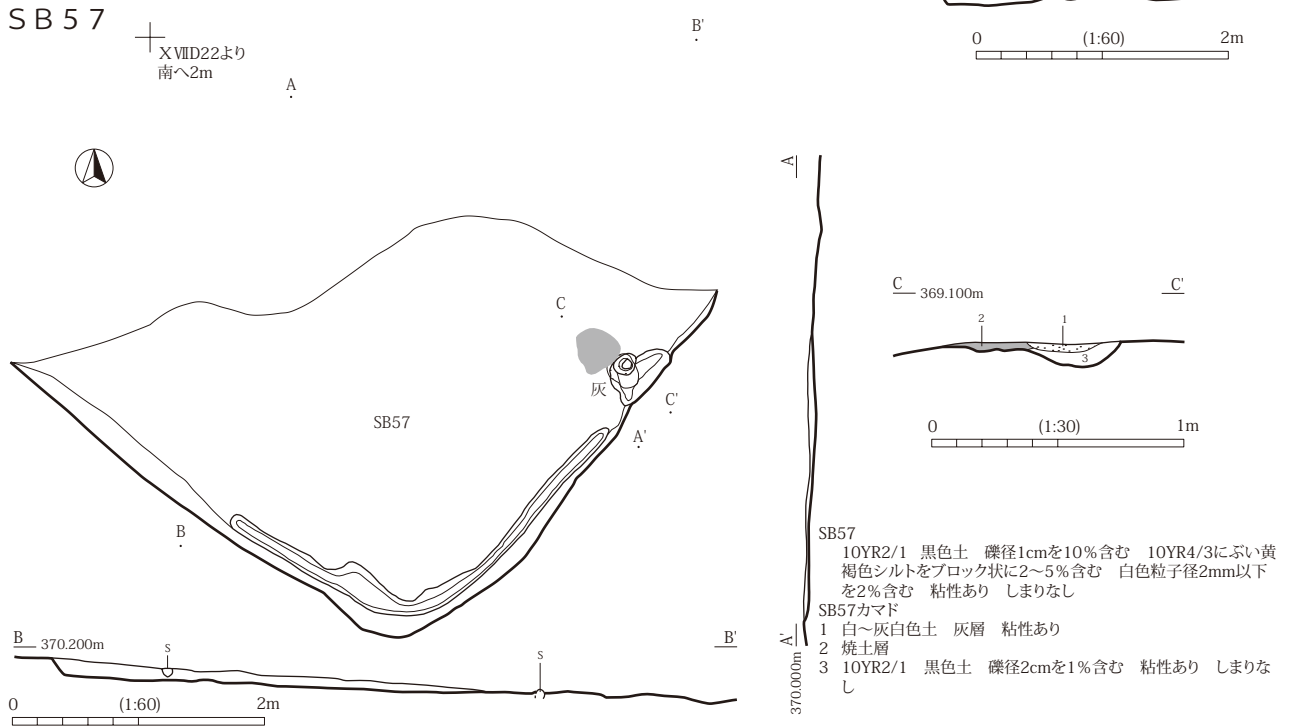 SB57
XⅦD22より
南へ2m
A
B'
0 (1:60) 2m
A
C
灰
SB57
C'
A'
B
C 369.100m C'
2 1
3
0 (1:30) 1m
B 370.200m B'
S S
0 (1:60) 2m
A' 370.000m
SB57
10YR2/1 黒色土 礫径1cmを10%含む 10YR4/3にぶい黄
褐色シルトをブロック状に2～5%含む 白色粒子径2mm以下
を2%含む 粘性あり しまりなし
SB57カマド
1 白～灰白色土 灰層 粘性あり
2 焼土層
3 10YR2/1 黒色土 礫径2cmを1%含む 粘性あり しまりな
し